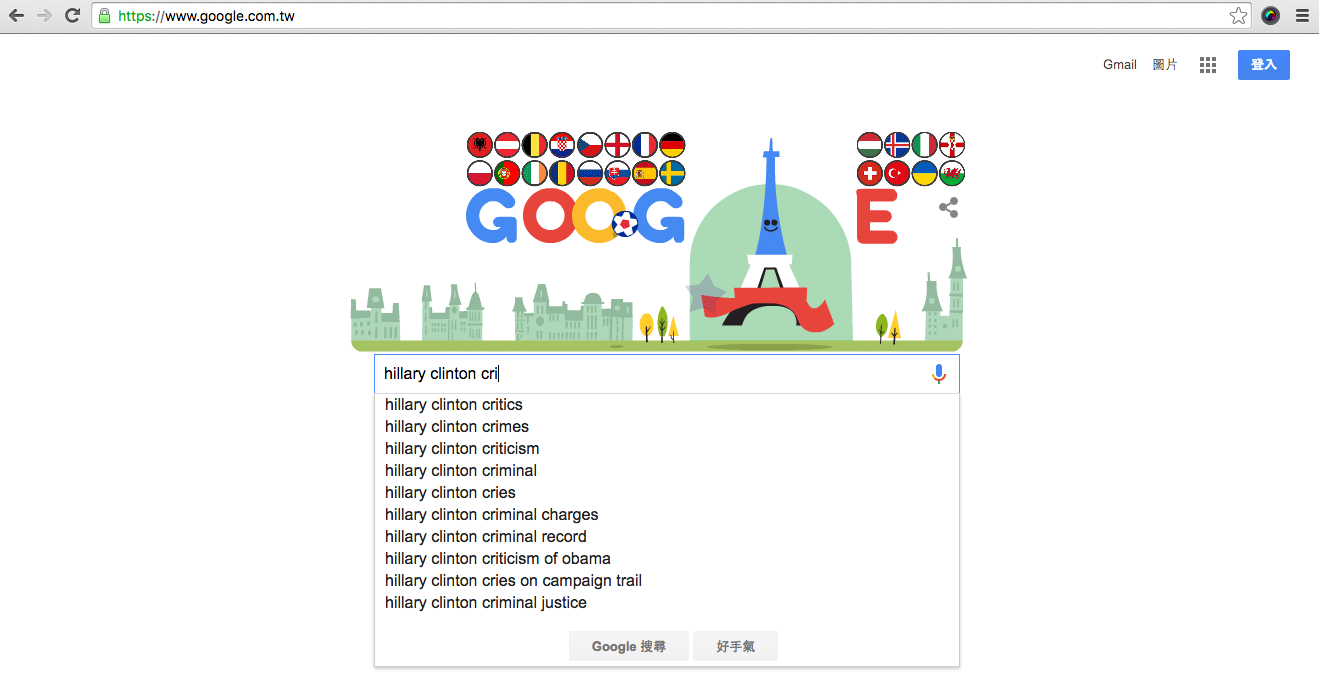 https://www.google.com.tw
Gmail 圖片 登入
GOOG E
hillary clinton cri
hillary clinton critics
hillary clinton crimes
hillary clinton criticism
hillary clinton criminal
hillary clinton cries
hillary clinton criminal charges
hillary clinton criminal record
hillary clinton criticism of obama
hillary clinton cries on campaign trail
hillary clinton criminal justice
Google 搜尋 好手氣